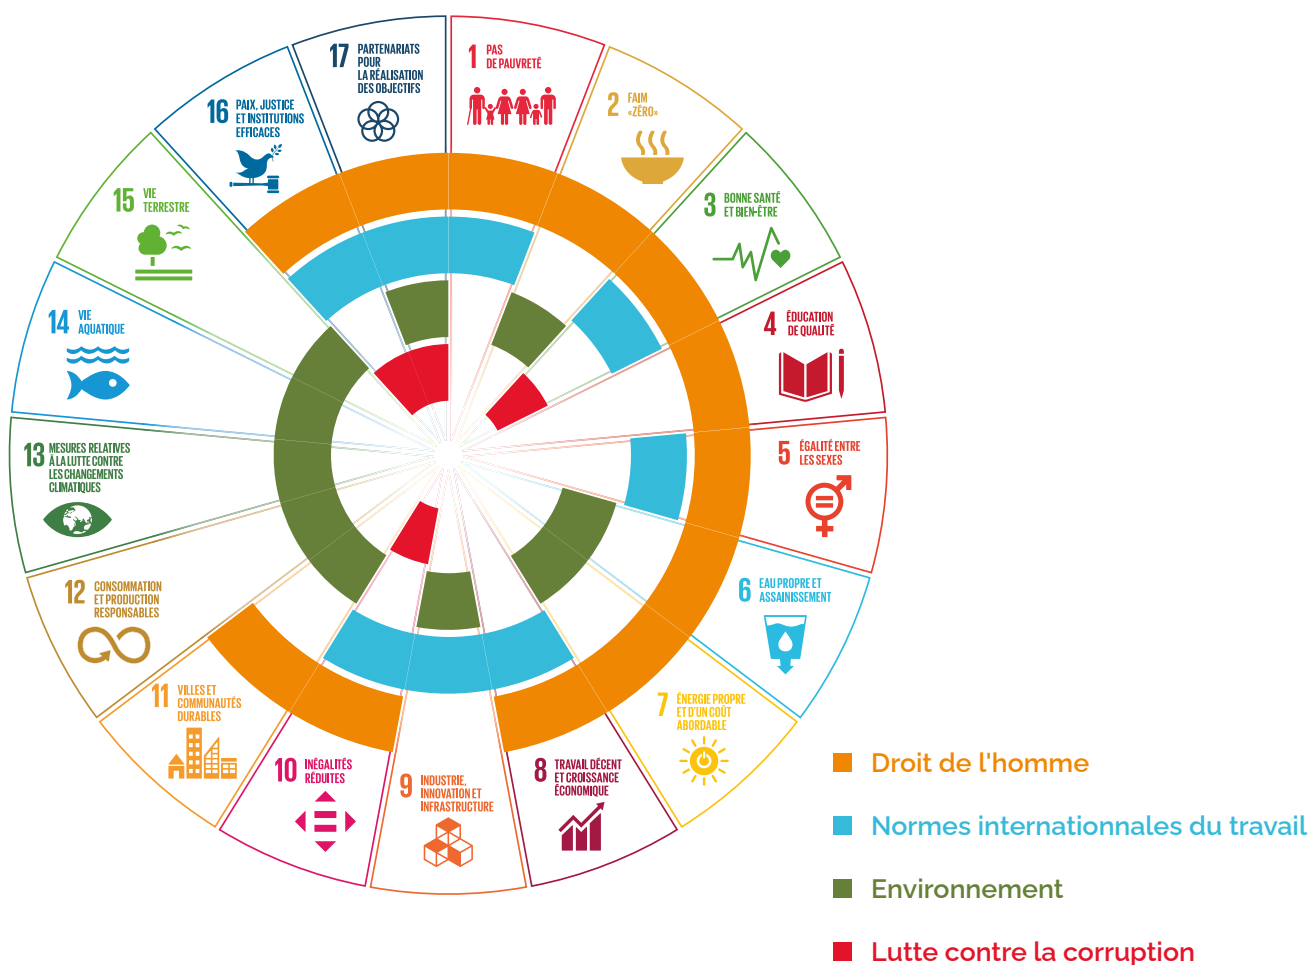 1 PAS
DE PAUVRETÉ
2 FAIM
«ZÉRO»
3 BONNE SANTÉ
ET BIEN-ÊTRE
4 ÉDUCATION
DE QUALITÉ
5 ÉGALITÉ ENTRE
LES SEXES
6 EAU PROPRE ET
ASSAINISSEMENT
7 ÉNERGIE PROPRE
ET D'UN COÛT
ABORDABLE
8 TRAVAIL DÉCENT
ET CROISSANCE
ÉCONOMIQUE
9 INDUSTRIE,
INNOVATION ET
INFRASTRUCTURE
10 INÉGALITÉS
RÉDUITES
11 VILLES ET
COMMUNAUTÉS
DURABLES
12 CONSOMMATION
ET PRODUCTION
RESPONSABLES
13 MESURES RELATIVES
À LA LUTTE CONTRE
LES CHANGEMENTS
CLIMATIQUES
14 VIE
AQUATIQUE
15 VIE
TERRESTRE
16 PAIX, JUSTICE
ET INSTITUTIONS
EFFICACES
17 PARTENARIATS
POUR
LA RÉALISATION
DES OBJECTIFS
Droit de l'homme
Normes internationnales du travail
Environnement
Lutte contre la corruption